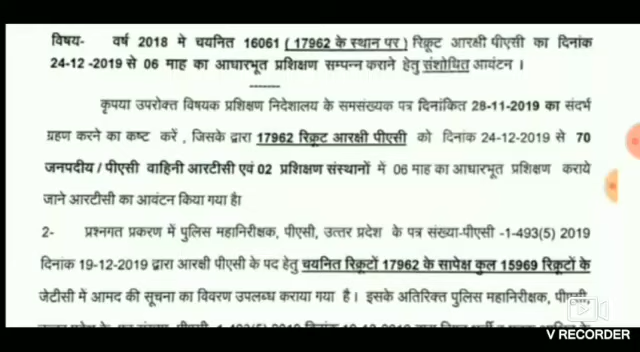 विषय- वर्ष 2018 मे चयनित 16061 ( 17962 के स्थान पर ) रिक्रूट आरक्षी पीएसी का दिनांक
24-12 -2019 से 06 माह का आधारभूत प्रशिक्षण सम्पन्न कराने हेतु संशोधित आवंटन ।
कृपया उपरोक्त विषयक प्रशिक्षण निदेशालय के समसंख्यक पत्र दिनांकित 28-11-2019 का संदर्भ
ग्रहण करने का कष्ट करें , जिसके द्वारा 17962 रिक्रूट आरक्षी पीएसी को दिनांक 24-12-2019 से 70
जनपदीय / पीएसी वाहिनी आरटीसी एवं 02 प्रशिक्षण संस्थानों में 06 माह का आधारभूत प्रशिक्षण कराये
जाने आरटीसी का आवंटन किया गया है।
2- प्रश्नगत प्रकरण में पुलिस महानिरीक्षक, पीएसी, उत्तर प्रदेश के पत्र संख्या-पीएसी -1-493(5) 2019
दिनांक 19-12-2019 द्वारा आरक्षी पीएसी के पद हेतु चयनित रिक्रूटों 17962 के सापेक्ष कुल 15969 रिक्रूटों के
जेटीसी में आमद की सूचना का विवरण उपलब्ध कराया गया है । इसके अतिरिक्त पुलिस महानिरीक्षक, पीएसी,
V RECORDER